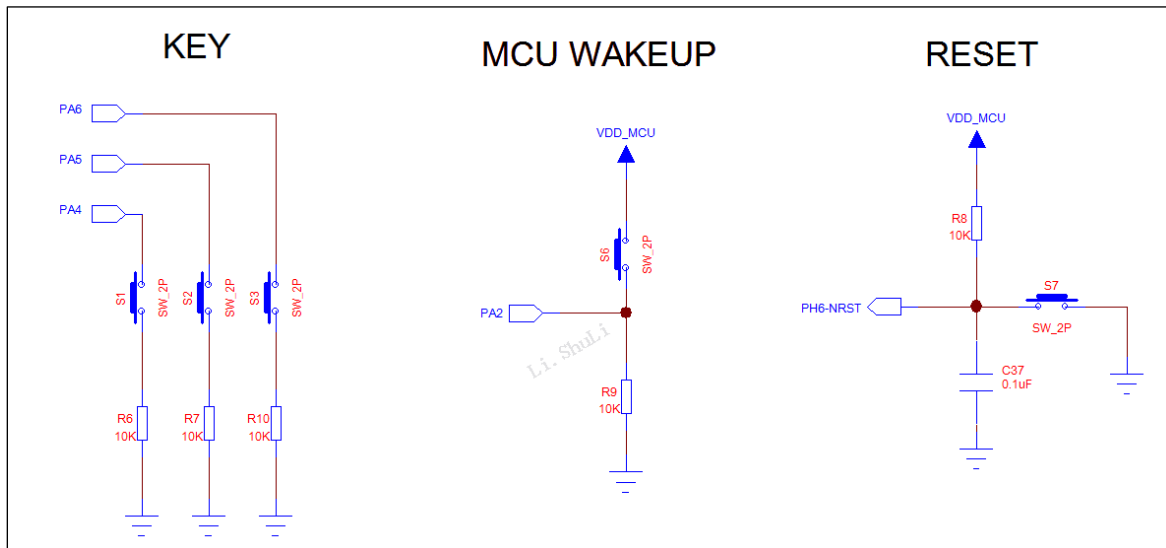 KEY
PA6
PA5
PA4
S1
SW_2P
S2
SW_2P
S3
SW_2P
R6
10K
R7
10K
R10
10K
MCU WAKEUP
VDD_MCU
S6
SW_2P
PA2
Li.ShuLi
R9
10K
RESET
VDD_MCU
R8
10K
S7
SW_2P
PH6-NRST
C37
0.1uF